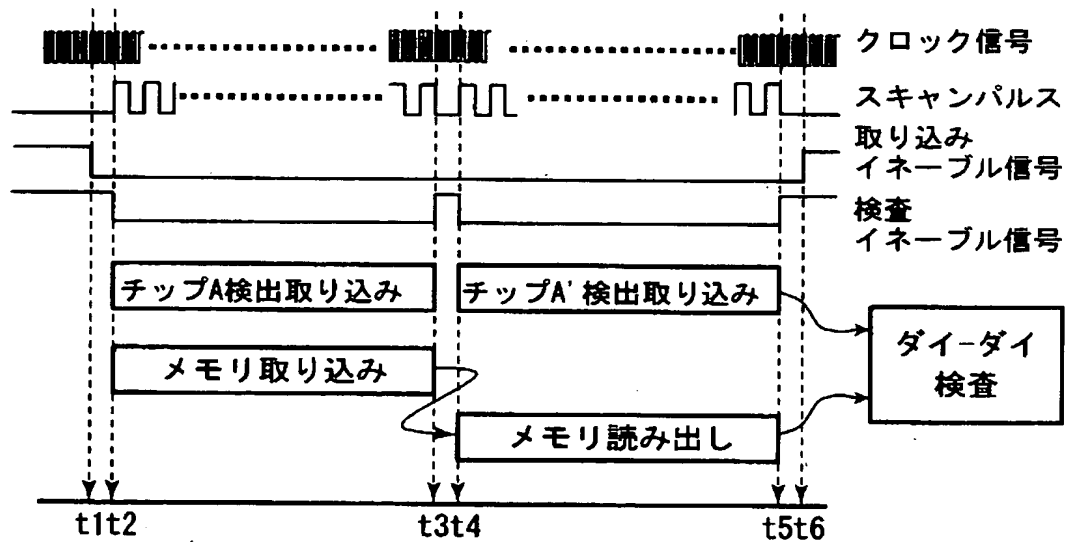 クロック信号
スキャンパルス
取り込み
イネーブル信号
検査
イネーブル信号
チップA検出取り込み
チップA'検出取り込み
メモリ取り込み
メモリ読み出し
ダイ-ダイ
検査
t1t2
t3t4
t5t6